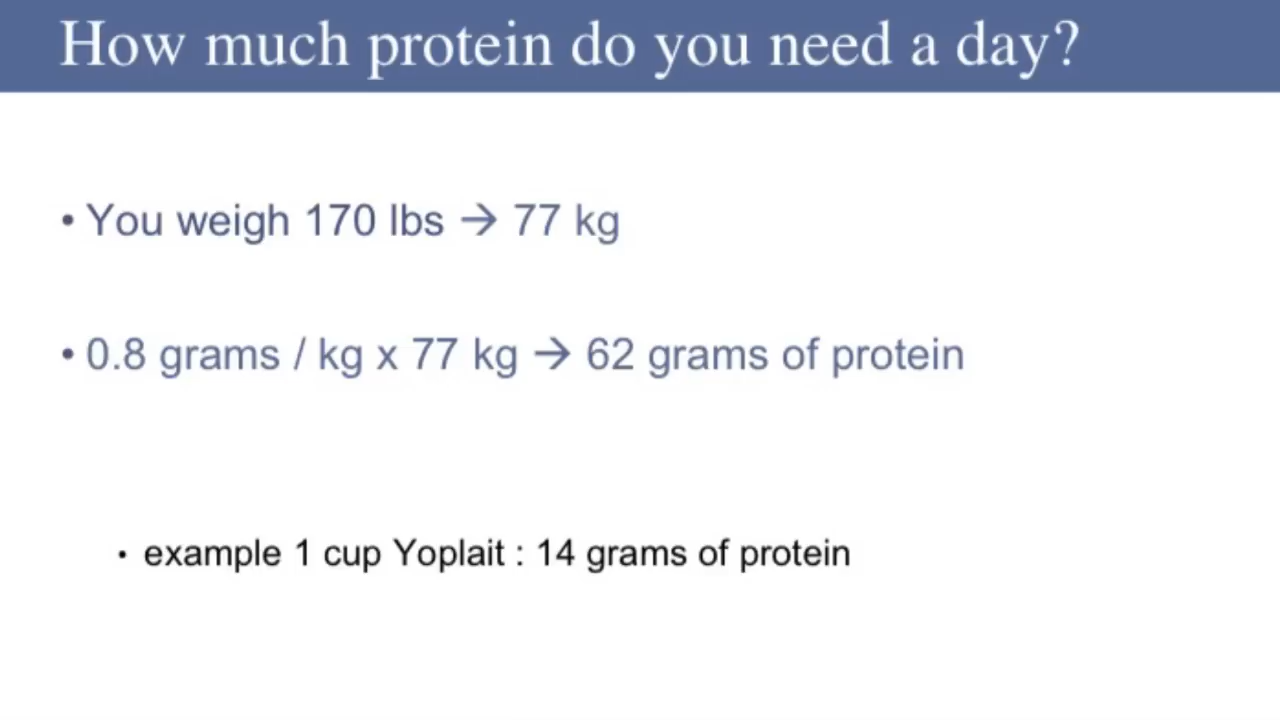 How much protein do you need a day?
• You weigh 170 lbs → 77 kg
• 0.8 grams / kg x 77 kg → 62 grams of protein
• example 1 cup Yoplait : 14 grams of protein